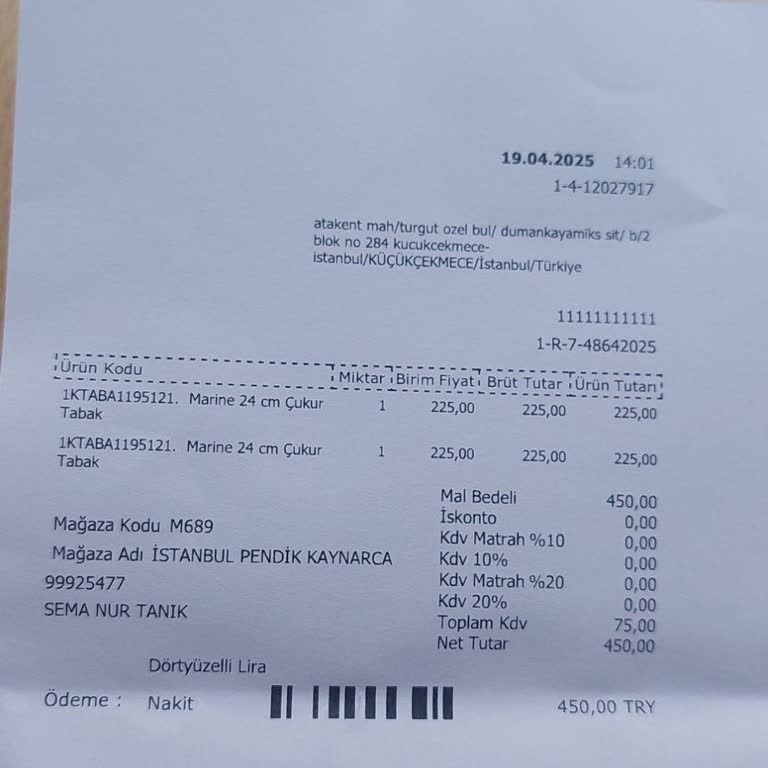 19.04.2025 14:01
1-4-12027917
atakent mah/turgut ozel bul/ dumankayamiks sit/ b/2
blok no 284 kucukcekmece-
istanbul/KÜÇÜKÇEKMECE/İstanbul/Türkiye
11111111111
1-R-7-48642025
Ürün Kodu Miktar Birim Fiyatı Brüt Tutar Ürün Tutarı
1KTABA1195121. Marine 24 cm Çukur 1 225,00 225,00 225,00
Tabak
1KTABA1195121. Marine 24 cm Çukur 1 225,00 225,00 225,00
Tabak
Mal Bedeli 450,00
İskonto 0,00
Kdv Matrah %10 0,00
Kdv 10% 0,00
Kdv Matrah %20 0,00
Kdv 20% 0,00
Toplam Kdv 75,00
Net Tutar 450,00
Mağaza Kodu M689
Mağaza Adı İSTANBUL PENDİK KAYNARCA
99925477
SEMA NUR TANIK
Dörtyüzelli Lira
Ödeme : Nakit 450,00 TRY